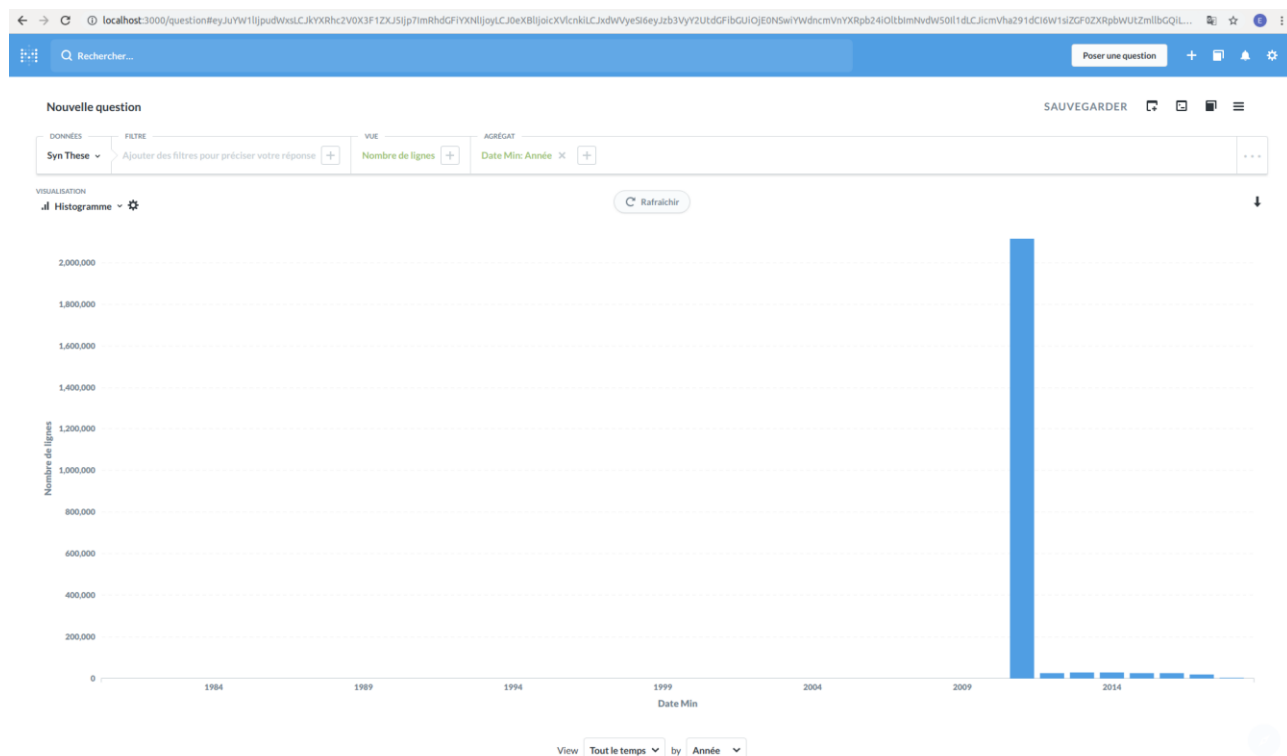 localhost:3000/question#
Rechercher...
Poser une question
E
Nouvelle question
SAUVEGARDER
DONNÉES
FILTRE
VUE
AGRÉGAT
Syn These
Ajouter des filtres pour préciser votre réponse
Nombre de lignes
Date Min: Année
VISUALISATION
Histogramme
Rafraîchir
2,000,000
1,800,000
1,600,000
1,400,000
1,200,000
1,000,000
800,000
600,000
400,000
200,000
0
Nombre de lignes
1984
1989
1994
1999
2004
2009
2014
Date Min
View Tout le temps by Année